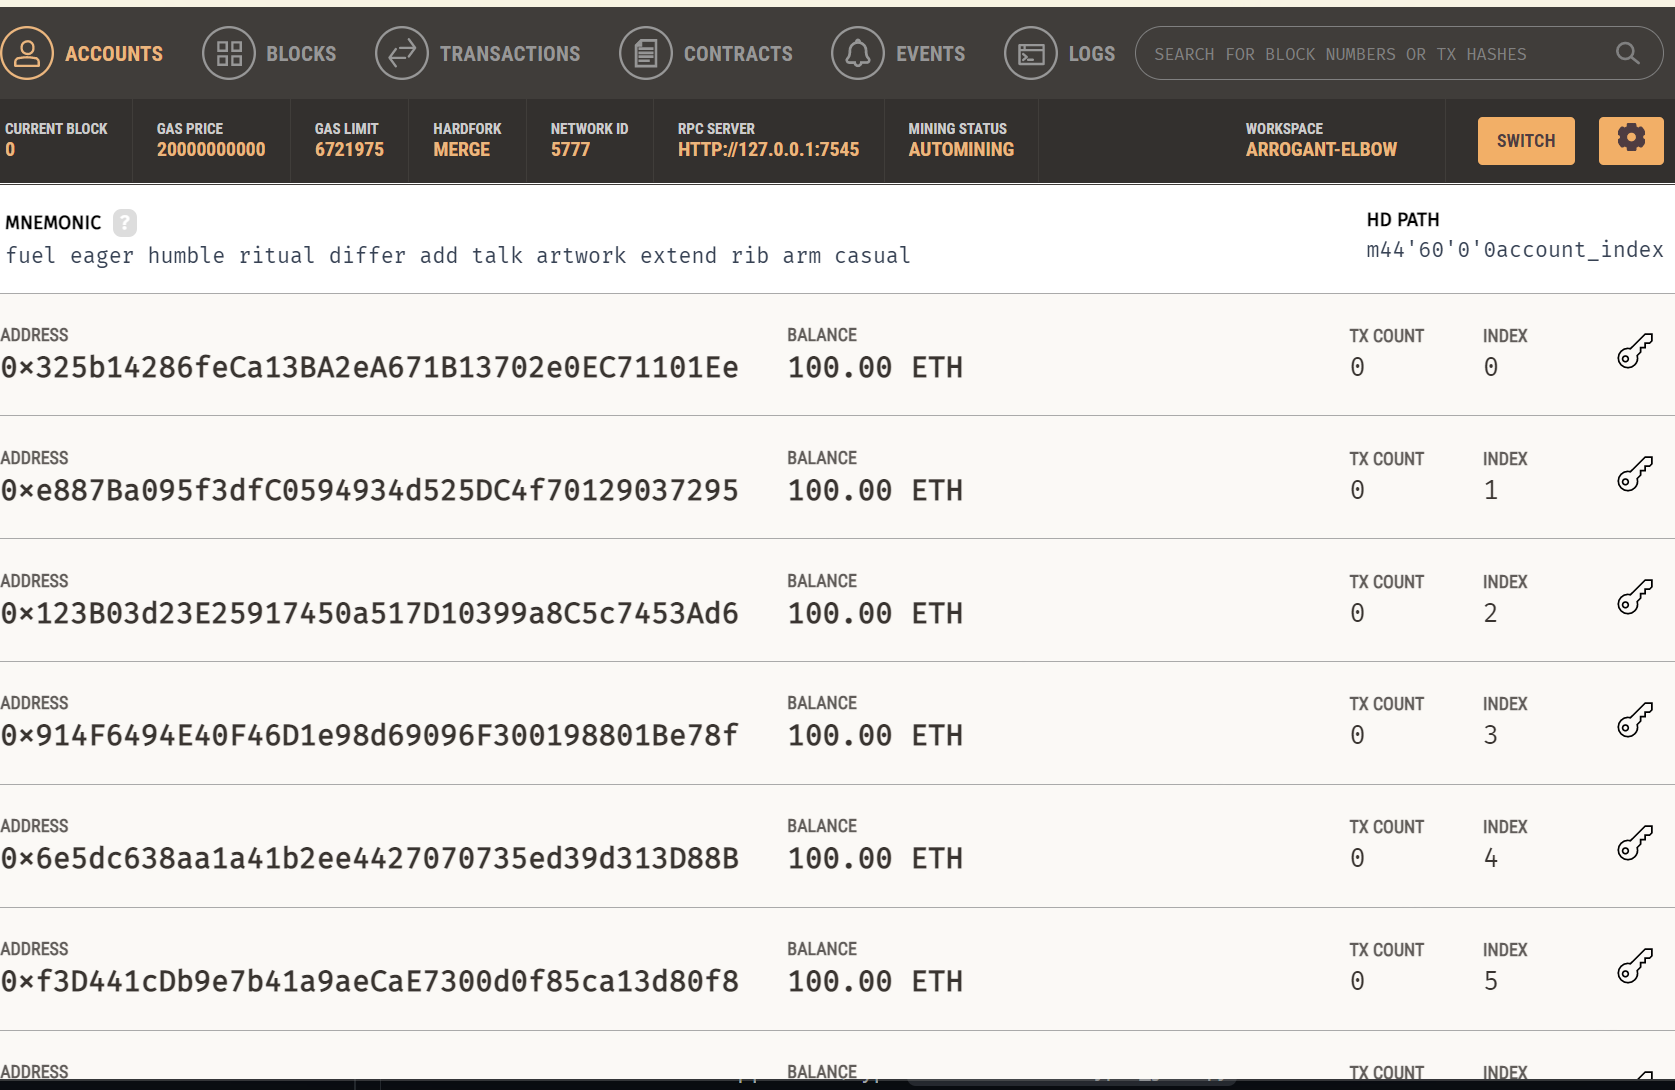 ACCOUNTS BLOCKS TRANSACTIONS CONTRACTS EVENTS LOGS SEARCH FOR BLOCK NUMBERS OR TX HASHES
CURRENT BLOCK GAS PRICE GAS LIMIT HARDFORK NETWORK ID RPC SERVER MINING STATUS WORKSPACE
0 20000000000 6721975 MERGE 5777 HTTP://127.0.0.1:7545 AUTOMINING ARROGANT-ELBOW SWITCH
MNEMONIC ? HD PATH
fuel eager humble ritual differ add talk artwork extend rib arm casual m44'60'0'0account_index
ADDRESS BALANCE TX COUNT INDEX
0×325b14286feCa13BA2eA671B13702e0EC71101Ee 100.00 ETH 0 0
ADDRESS BALANCE TX COUNT INDEX
0×e887Ba095f3dfC0594934d525DC4f70129037295 100.00 ETH 0 1
ADDRESS BALANCE TX COUNT INDEX
0×123B03d23E25917450a517D10399a8C5c7453Ad6 100.00 ETH 0 2
ADDRESS BALANCE TX COUNT INDEX
0×914F6494E40F46D1e98d69096F300198801Be78f 100.00 ETH 0 3
ADDRESS BALANCE TX COUNT INDEX
0×6e5dc638aa1a41b2ee4427070735ed39d313D88B 100.00 ETH 0 4
ADDRESS BALANCE TX COUNT INDEX
0×f3D441cDb9e7b41a9aeCaE7300d0f85ca13d80f8 100.00 ETH 0 5
ADDRESS BALANCE TX COUNT INDEX